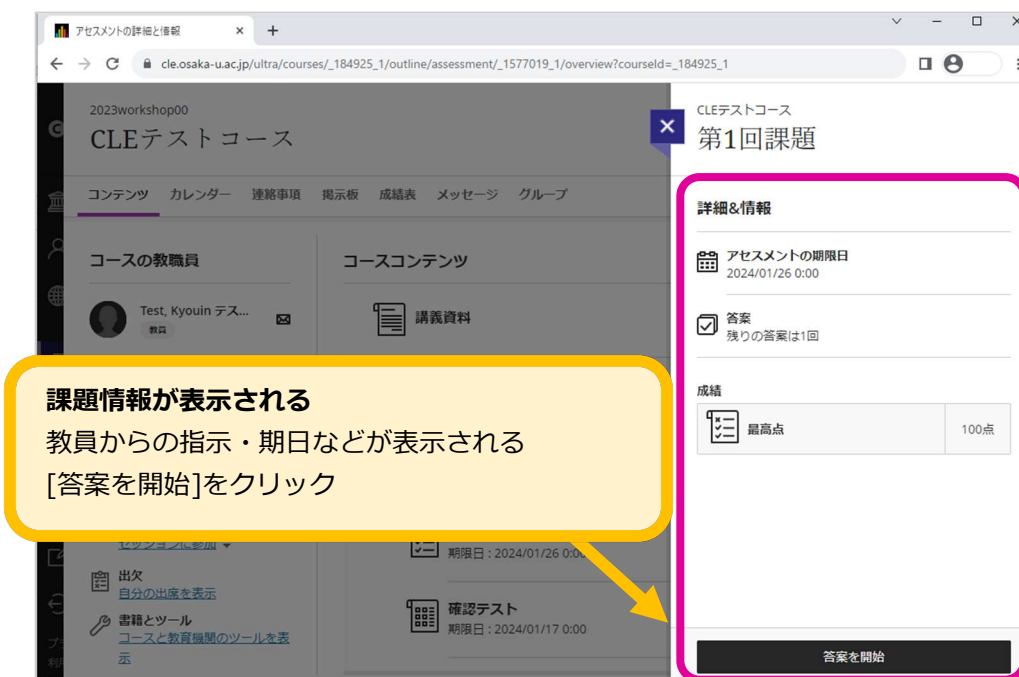 アセスメントの詳細と情報
cle.osaka-u.ac.jp/ultra/courses/_184925_1/outline/assessment/_1577019_1/overview?courseId=_184925_1
2023workshop00
CLEテストコース
コンテンツ カレンダー 連絡事項 掲示板 成績表 メッセージ グループ
コースの教職員
Test, Kyouin テス...
教員
コースコンテンツ
講義資料
課題情報が表示される
教員からの指示・期日などが表示される
[答案を開始]をクリック
セッションに参加
出欠
自分の出席を表示
書籍とツール
コースと教育機関のツールを表
示
期限日 : 2024/01/26 0:00
確認テスト
期限日 : 2024/01/17 0:00
CLEテストコース
第1回課題
詳細&情報
アセスメントの期限日
2024/01/26 0:00
答案
残りの答案は1回
成績
最高点 100点
答案を開始